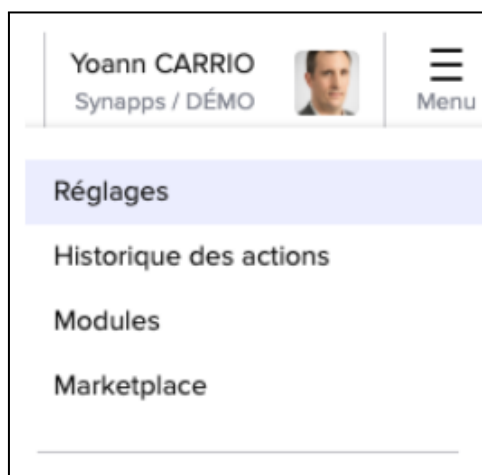 Yoann CARRIO
Synapps / DÉMO
Menu
Réglages
Historique des actions
Modules
Marketplace